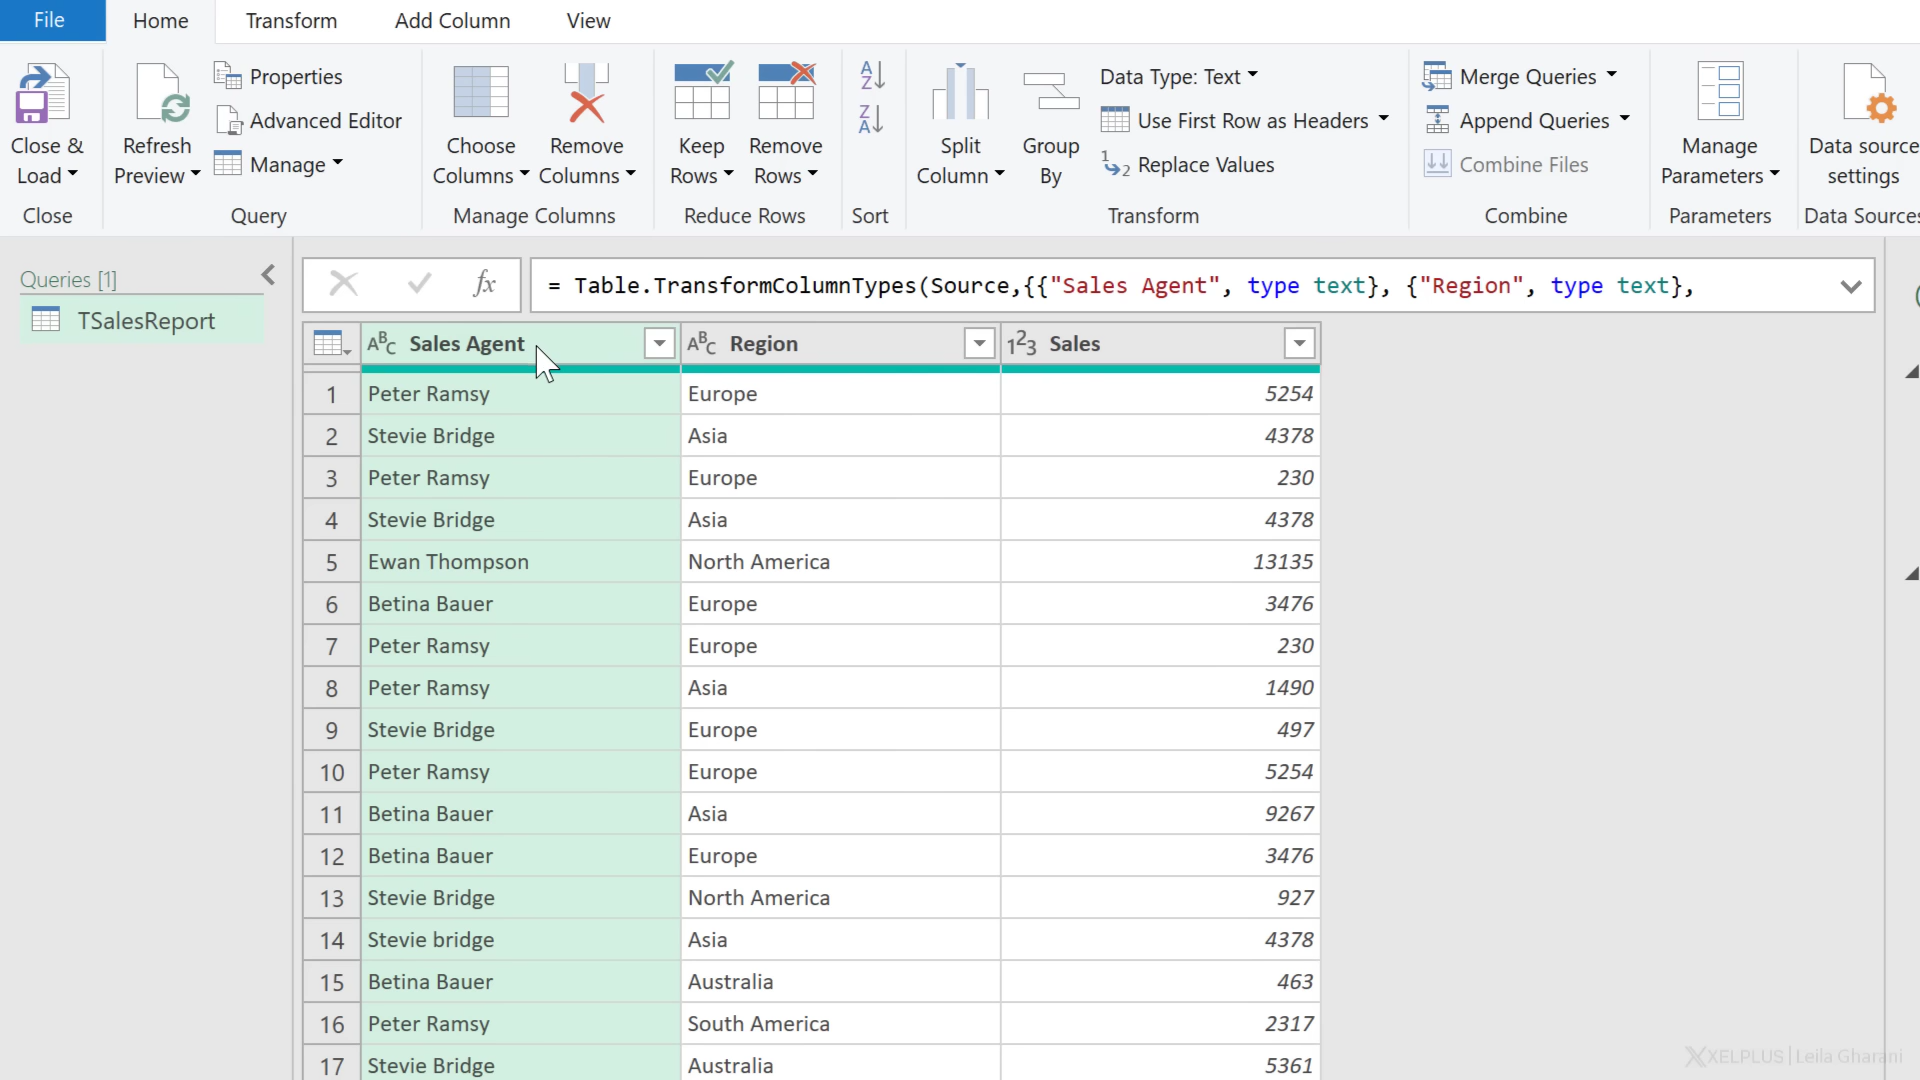 File Home Transform Add Column View
Close & Load
Refresh Preview
Properties
Advanced Editor
Manage
Choose Columns
Remove Columns
Keep Rows
Remove Rows
Split Column
Group By
Data Type: Text
Use First Row as Headers
Replace Values
Merge Queries
Append Queries
Combine Files
Manage Parameters
Data source settings
Close Query Manage Columns Reduce Rows Sort Transform Combine Parameters Data Sources
Queries [1]
TSalesReport
fx = Table.TransformColumnTypes(Source,{{"Sales Agent", type text}, {"Region", type text},
ABC Sales Agent ABC Region 123 Sales
1 Peter Ramsy Europe 5254
2 Stevie Bridge Asia 4378
3 Peter Ramsy Europe 230
4 Stevie Bridge Asia 4378
5 Ewan Thompson North America 13135
6 Betina Bauer Europe 3476
7 Peter Ramsy Europe 230
8 Peter Ramsy Asia 1490
9 Stevie Bridge Europe 497
10 Peter Ramsy Europe 5254
11 Betina Bauer Asia 9267
12 Betina Bauer Europe 3476
13 Stevie Bridge North America 927
14 Stevie bridge Asia 4378
15 Betina Bauer Australia 463
16 Peter Ramsy South America 2317
17 Stevie Bridge Australia 5361
XELPLUS | Leila Gharani